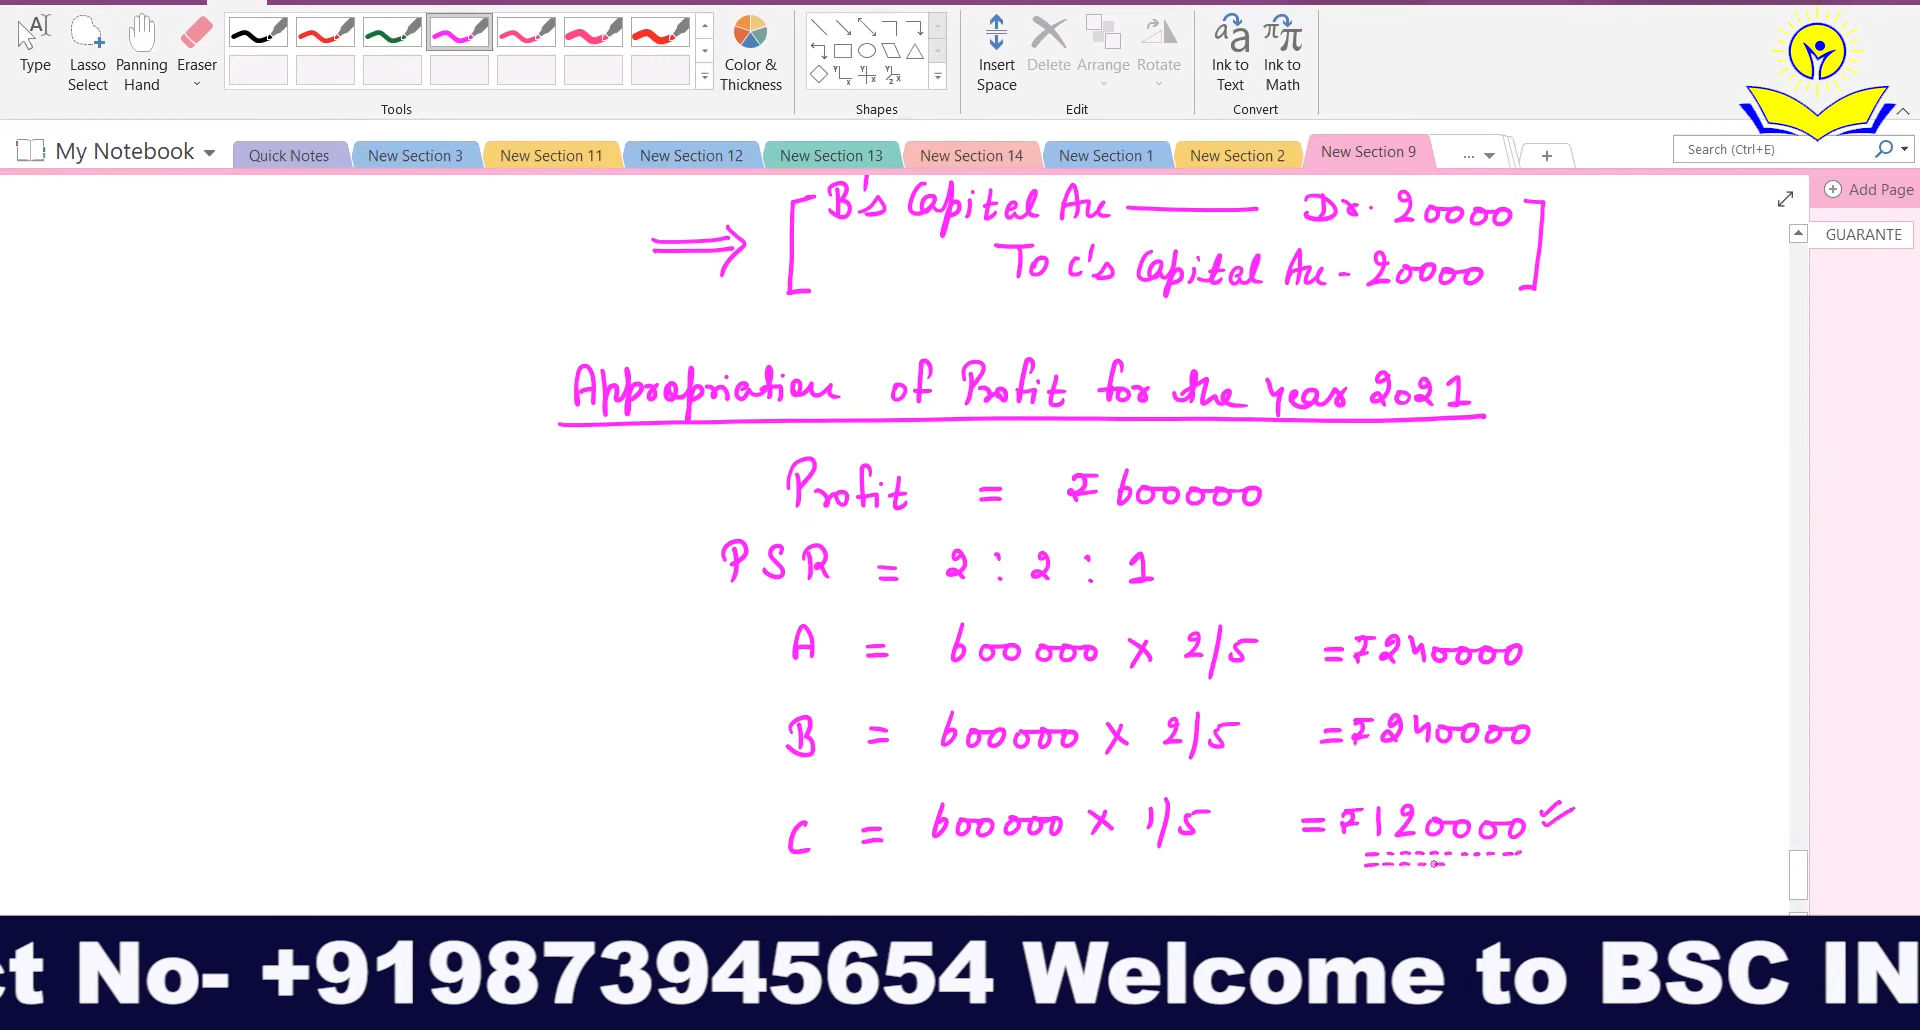 Type
Lasso Select
Panning Hand
Eraser
Color & Thickness
Insert Space
Delete
Arrange
Rotate
Ink to Text
Ink to Math
Tools
Shapes
Edit
Convert
My Notebook
Quick Notes
New Section 3
New Section 11
New Section 12
New Section 13
New Section 14
New Section 1
New Section 2
New Section 9
...
Search (Ctrl+E)
Add Page
GUARANTE
⇒ [ B's Capital A/c ——— Dr. 20000
To C's Capital A/c - 20000 ]
Appropriation of Profit for the year 2021
Profit = ₹ 600000
PSR = 2 : 2 : 1
A = 600000 × 2/5 = ₹240000
B = 600000 × 2/5 = ₹240000
C = 600000 × 1/5 = ₹120000 ✓
ct No- +919873945654 Welcome to BSC IN